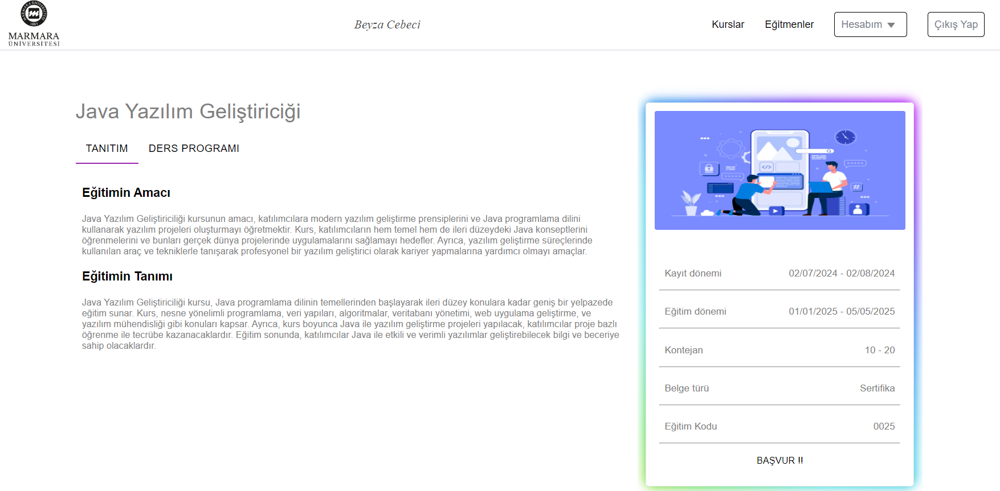 MARMARA
ÜNİVERSİTESİ
Beyza Cebeci
Kurslar
Eğitmenler
Hesabım
Çıkış Yap
Java Yazılım Geliştiriciği
TANITIM
DERS PROGRAMI
Eğitimin Amacı
Java Yazılım Geliştiriciliği kursunun amacı, katılımcılara modern yazılım geliştirme prensiplerini ve Java programlama dilini
kullanarak yazılım projeleri oluşturmayı öğretmektir. Kurs, katılımcıların hem temel hem de ileri düzeydeki Java konseptlerini
öğrenmelerini ve bunları gerçek dünya projelerinde uygulamalarını sağlamayı hedefler. Ayrıca, yazılım geliştirme süreçlerinde
kullanılan araç ve tekniklerle tanışarak profesyonel bir yazılım geliştirici olarak kariyer yapmalarına yardımcı olmayı amaçlar.
Eğitimin Tanımı
Java Yazılım Geliştiriciliği kursu, Java programlama dilinin temellerinden başlayarak ileri düzey konulara kadar geniş bir yelpazede
eğitim sunar. Kurs, nesne yönelimli programlama, veri yapıları, algoritmalar, veritabanı yönetimi, web uygulama geliştirme, ve
yazılım mühendisliği gibi konuları kapsar. Ayrıca, kurs boyunca Java ile yazılım geliştirme projeleri yapılacak, katılımcılar proje bazlı
öğrenme ile tecrübe kazanacaklardır. Eğitim sonunda, katılımcılar Java ile etkili ve verimli yazılımlar geliştirebilecek bilgi ve beceriye
sahip olacaklardır.
</>
#
Kayıt dönemi 02/07/2024 - 02/08/2024
Eğitim dönemi 01/01/2025 - 05/05/2025
Kontejan 10 - 20
Belge türü Sertifika
Eğitim Kodu 0025
BAŞVUR !!